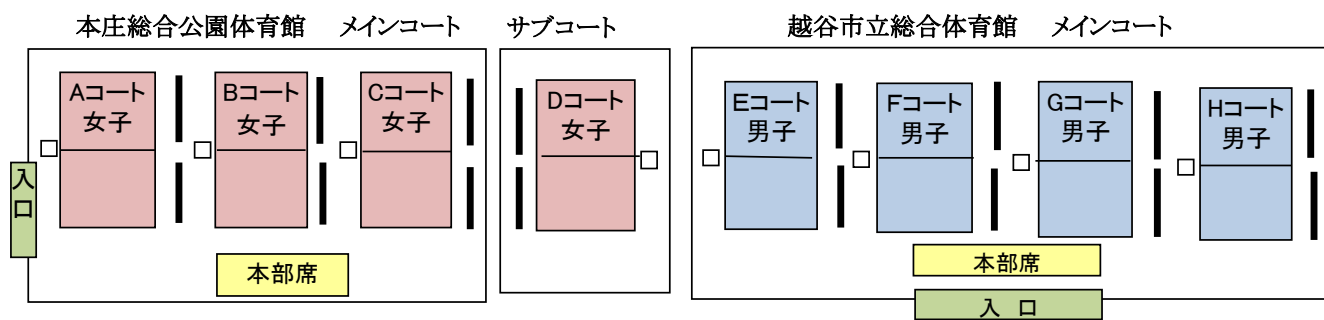 本庄総合公園体育館　メインコート
サブコート
越谷市立総合体育館　メインコート
Aコート
女子
Bコート
女子
Cコート
女子
Dコート
女子
Eコート
男子
Fコート
男子
Gコート
男子
Hコート
男子
入口
本部席
本部席
入　口